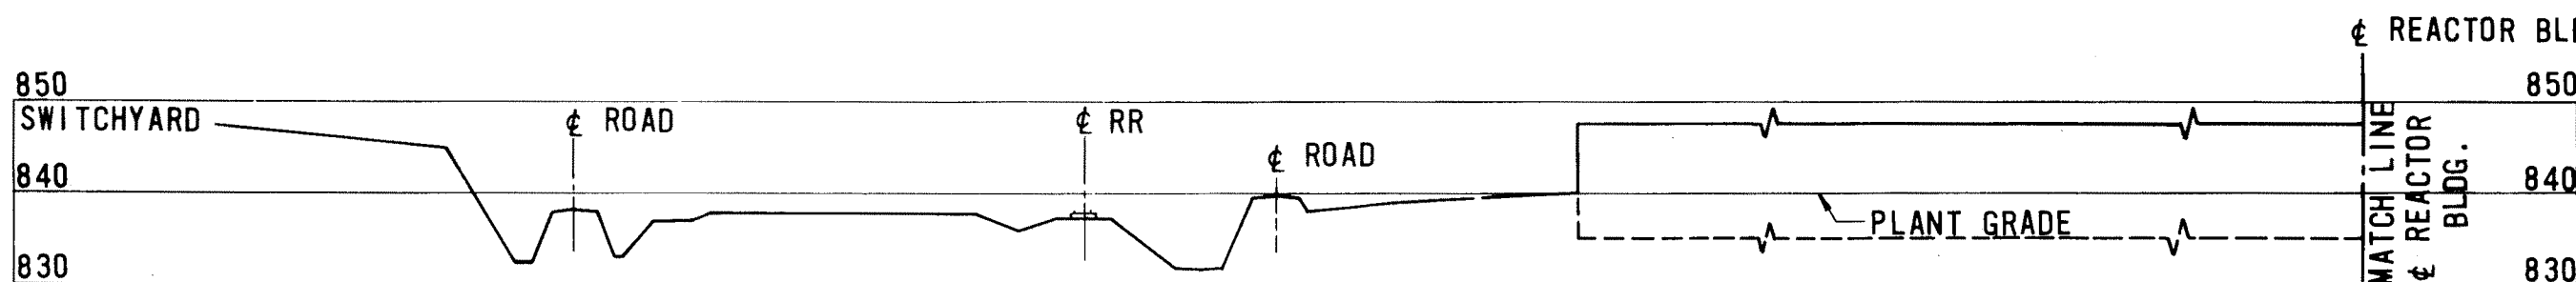 ℄ REACTOR BL
850
850
SWITCHYARD
℄ ROAD
℄ RR
℄ ROAD
840
840
PLANT GRADE
830
830
MATCH LINE
℄ REACTOR
BLDG.